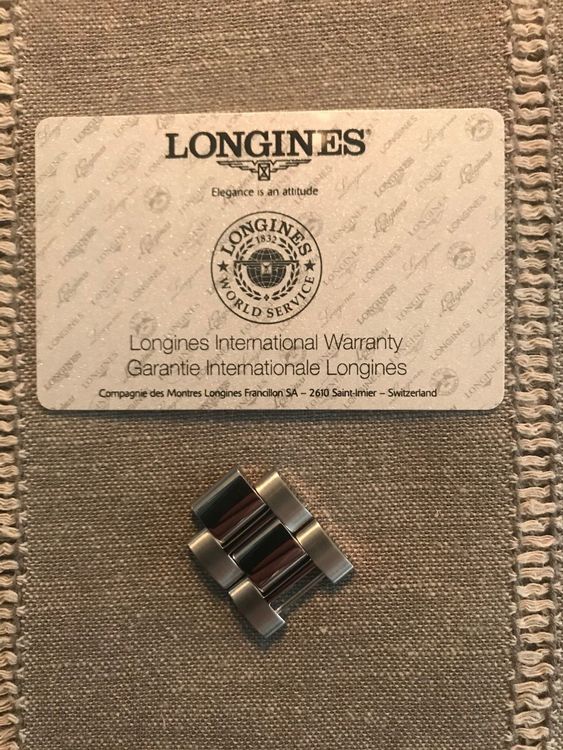 LONGINES®
Elegance is an attitude
LONGINES
1832
WORLD SERVICE
Longines International Warranty
Garantie Internationale Longines
Compagnie des Montres Longines Francillon SA – 2610 Saint-Imier – Switzerland